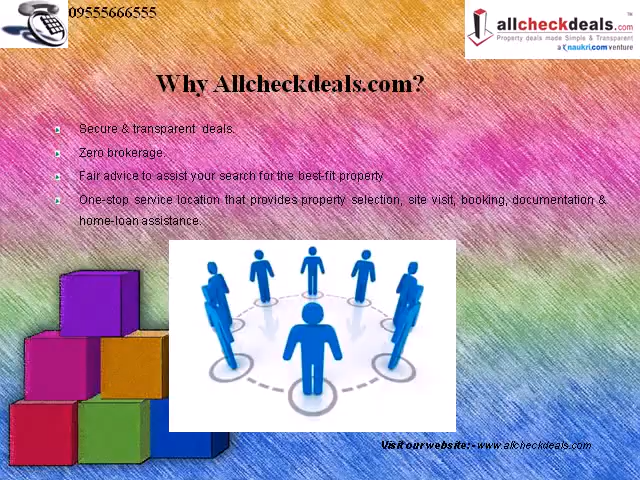 09555666555
allcheckdeals.com
TM
Property deals made Simple & Transparent
a naukri.com venture
Why Allcheckdeals.com?
Secure & transparent deals.
Zero brokerage.
Fair advice to assist your search for the best-fit property
One-stop service location that provides property selection, site visit, booking, documentation &
home-loan assistance.
Visit our website: - www.allcheckdeals.com